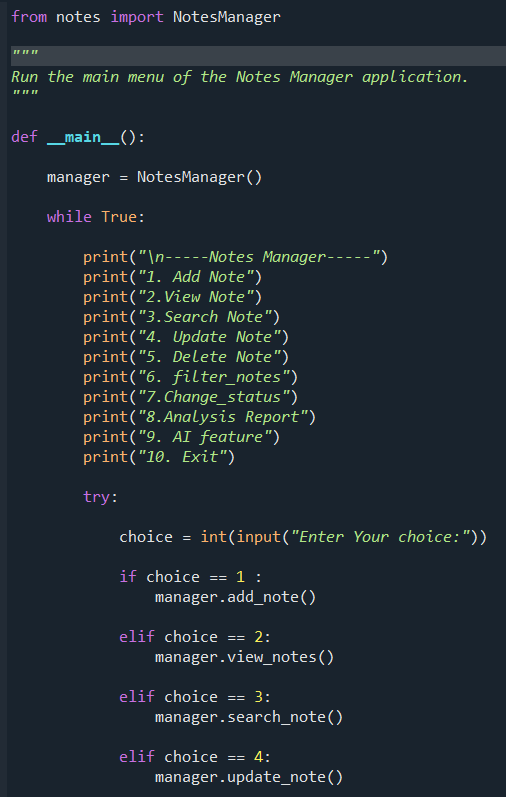 from notes import NotesManager
"""
Run the main menu of the Notes Manager application.
"""
def __main__():
manager = NotesManager()
while True:
print("\n-----Notes Manager-----")
print("1. Add Note")
print("2.View Note")
print("3.Search Note")
print("4. Update Note")
print("5. Delete Note")
print("6. filter_notes")
print("7.Change_status")
print("8.Analysis Report")
print("9. AI feature")
print("10. Exit")
try:
choice = int(input("Enter Your choice:"))
if choice == 1 :
manager.add_note()
elif choice == 2:
manager.view_notes()
elif choice == 3:
manager.search_note()
elif choice == 4:
manager.update_note()